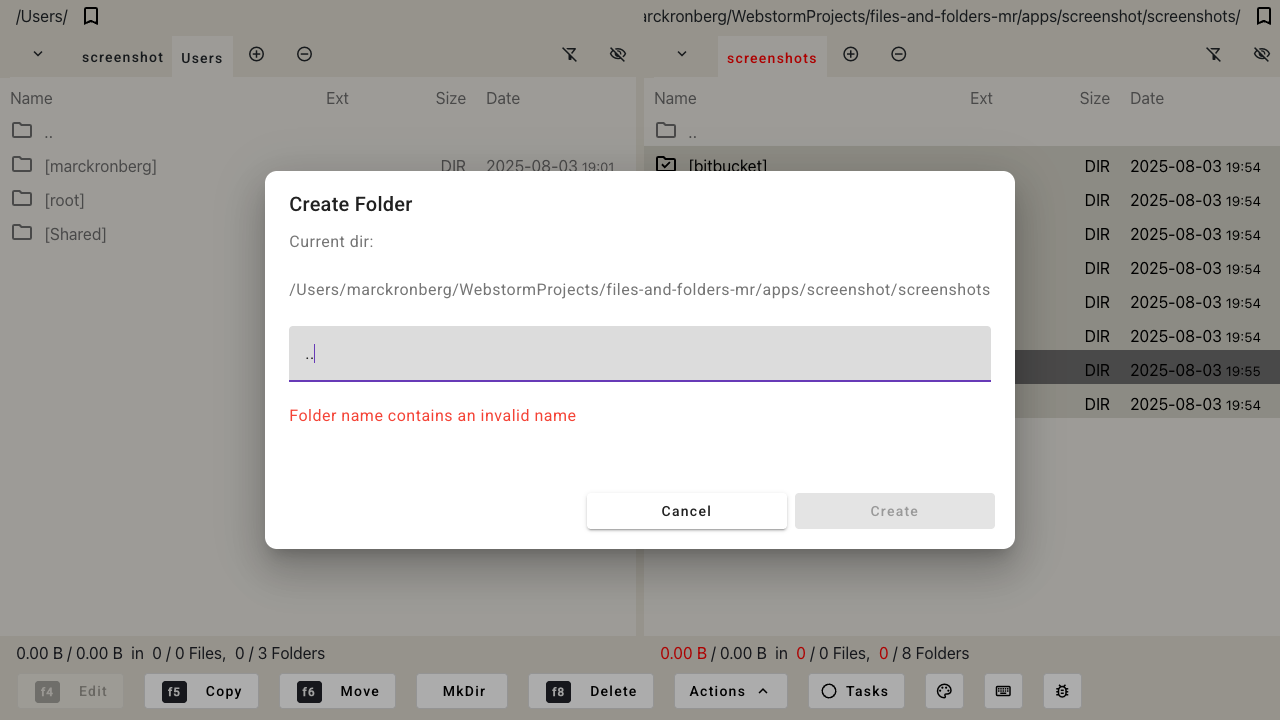 /Users/
arckronberg/WebstormProjects/files-and-folders-mr/apps/screenshot/screenshots/
screenshot Users
screenshots
Name Ext Size Date
..
[marckronberg] DIR 2025-08-03 19:01
[root]
[Shared]
Name Ext Size Date
..
[bitbucket] DIR 2025-08-03 19:54
DIR 2025-08-03 19:54
DIR 2025-08-03 19:54
DIR 2025-08-03 19:54
DIR 2025-08-03 19:54
DIR 2025-08-03 19:54
DIR 2025-08-03 19:55
DIR 2025-08-03 19:54
Create Folder
Current dir:
/Users/marckronberg/WebstormProjects/files-and-folders-mr/apps/screenshot/screenshots
..
Folder name contains an invalid name
Cancel Create
0.00 B / 0.00 B in 0 / 0 Files, 0 / 3 Folders
0.00 B / 0.00 B in 0 / 0 Files, 0 / 8 Folders
f4 Edit f5 Copy f6 Move MkDir f8 Delete Actions Tasks